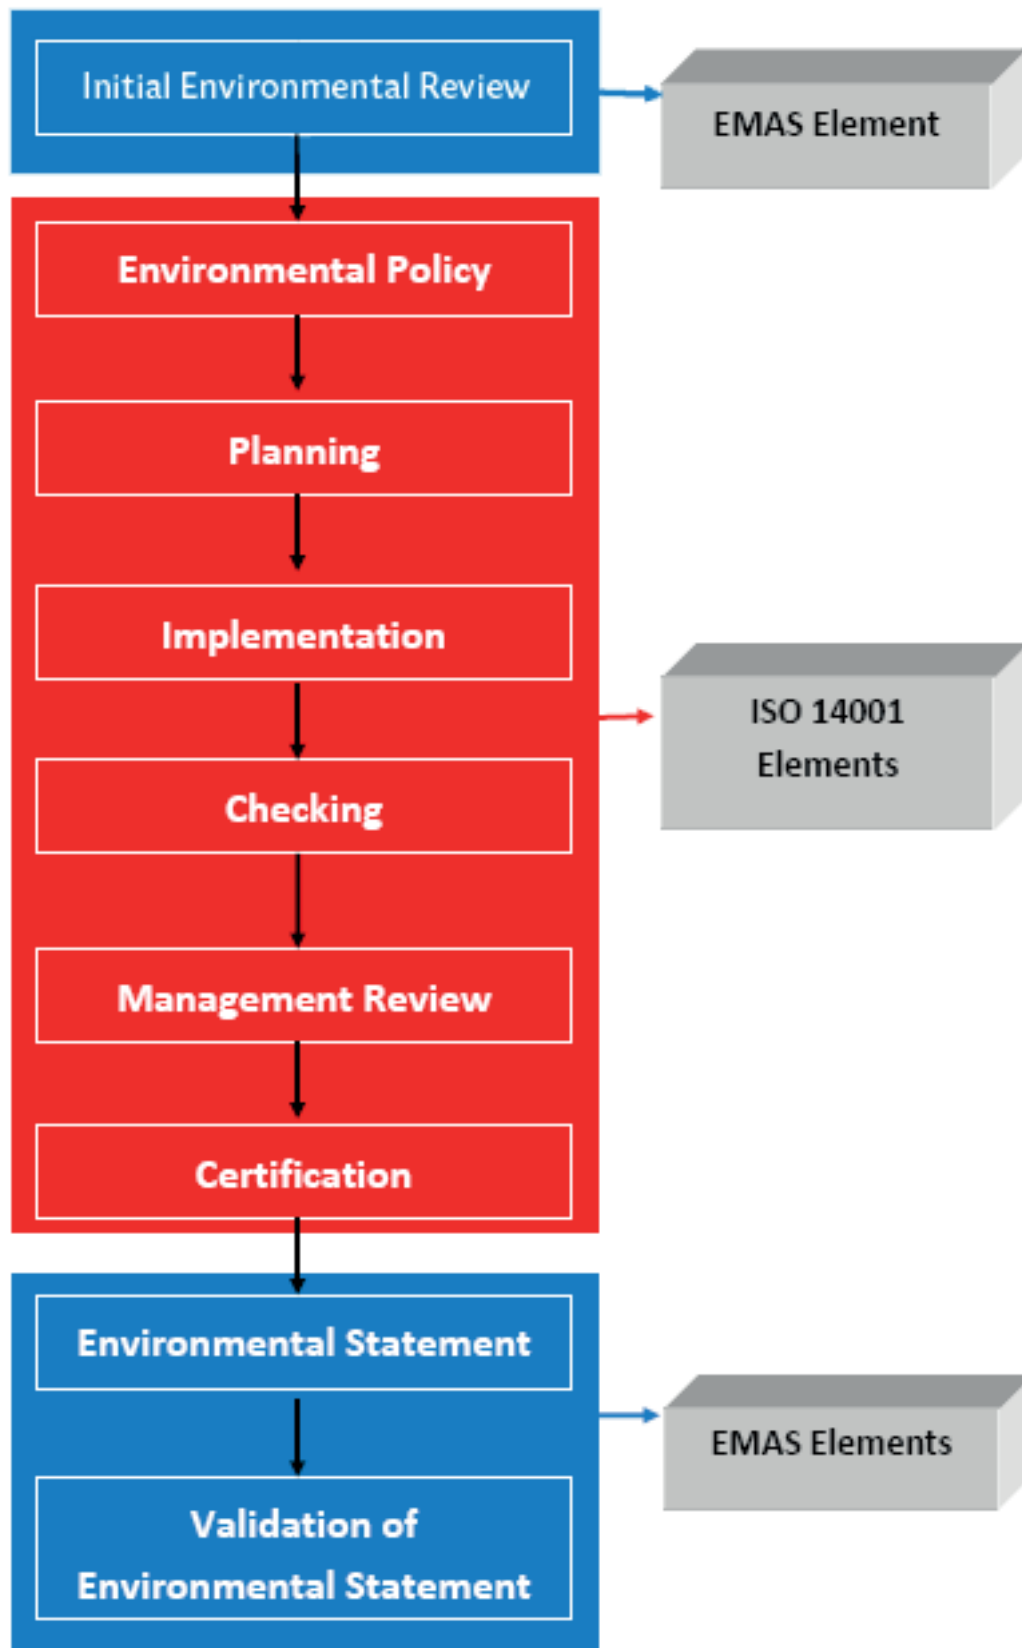 Initial Environmental Review
EMAS Element
Environmental Policy
Planning
Implementation
ISO 14001
Elements
Checking
Management Review
Certification
Environmental Statement
EMAS Elements
Validation of
Environmental Statement